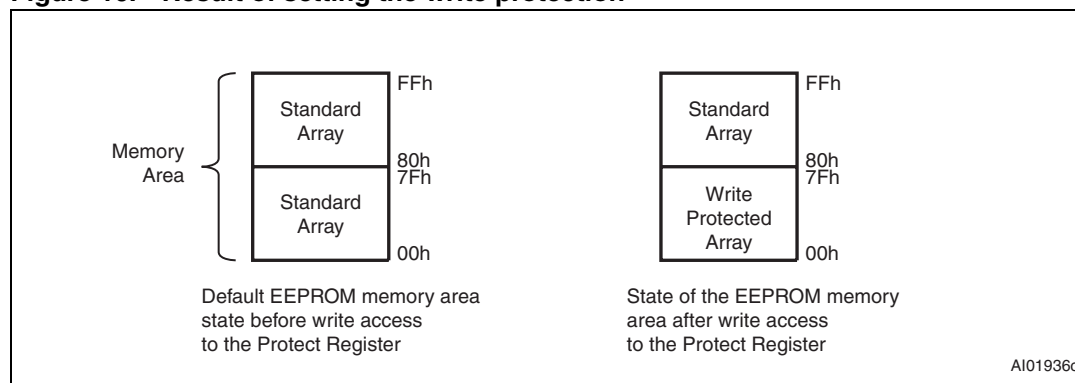 Figure 10. Result of setting the write protection
Memory
Area
Standard
Array
Standard
Array
FFh
80h
7Fh
00h
Default EEPROM memory area
state before write access
to the Protect Register
Standard
Array
Write
Protected
Array
FFh
80h
7Fh
00h
State of the EEPROM memory
area after write access
to the Protect Register
AI01936c